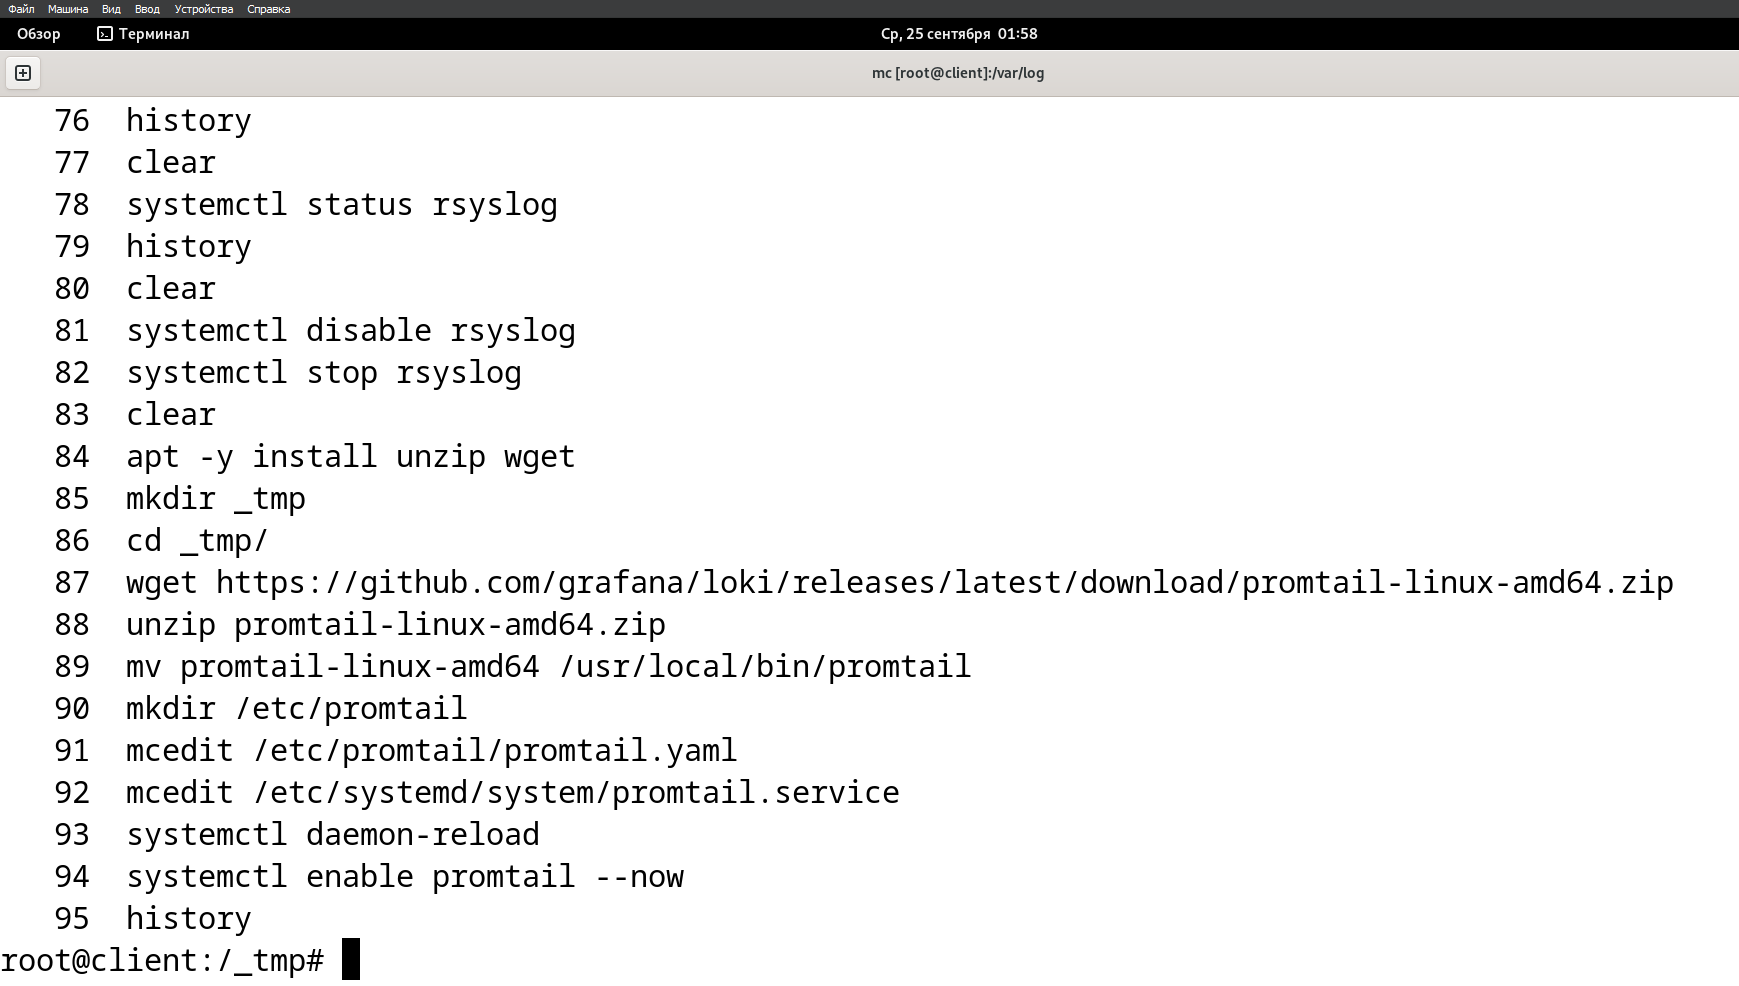 Файл Машина Вид Ввод Устройства Справка
Обзор Терминал Ср, 25 сентября 01:58
mc [root@client]:/var/log
76 history
77 clear
78 systemctl status rsyslog
79 history
80 clear
81 systemctl disable rsyslog
82 systemctl stop rsyslog
83 clear
84 apt -y install unzip wget
85 mkdir _tmp
86 cd _tmp/
87 wget https://github.com/grafana/loki/releases/latest/download/promtail-linux-amd64.zip
88 unzip promtail-linux-amd64.zip
89 mv promtail-linux-amd64 /usr/local/bin/promtail
90 mkdir /etc/promtail
91 mcedit /etc/promtail/promtail.yaml
92 mcedit /etc/systemd/system/promtail.service
93 systemctl daemon-reload
94 systemctl enable promtail --now
95 history
root@client:/_tmp#